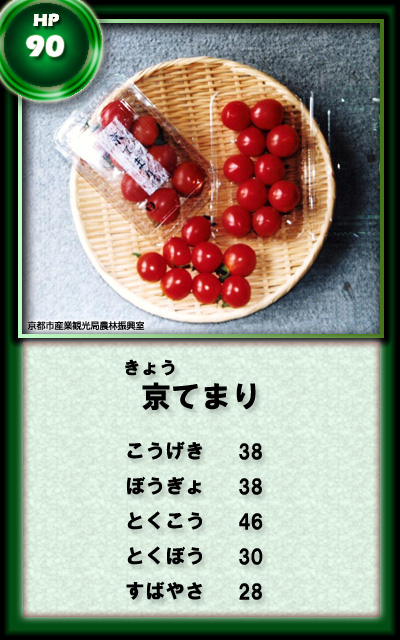 HP
90
京都市産業観光局農林振興室
きょう
京てまり
こうげき 38
ぼうぎょ 38
とくこう 46
とくぼう 30
すばやさ 28